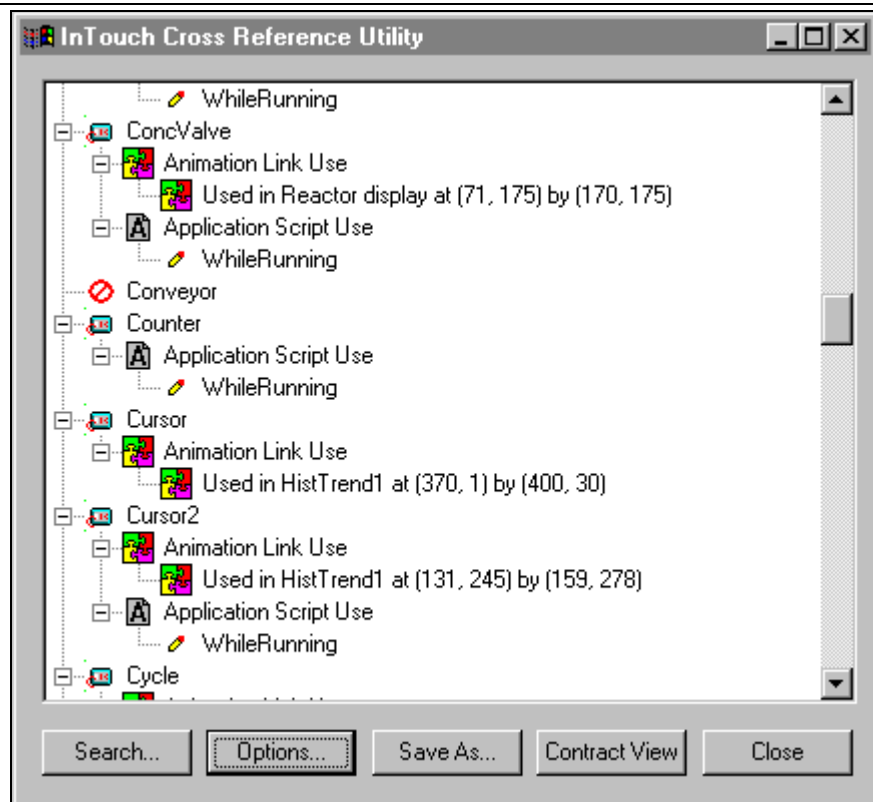 InTouch Cross Reference Utility
WhileRunning
ConcValve
Animation Link Use
Used in Reactor display at (71, 175) by (170, 175)
Application Script Use
WhileRunning
Conveyor
Counter
Application Script Use
WhileRunning
Cursor
Animation Link Use
Used in HistTrend1 at (370, 1) by (400, 30)
Cursor2
Animation Link Use
Used in HistTrend1 at (131, 245) by (159, 278)
Application Script Use
WhileRunning
Cycle
Search... Options... Save As... Contract View Close